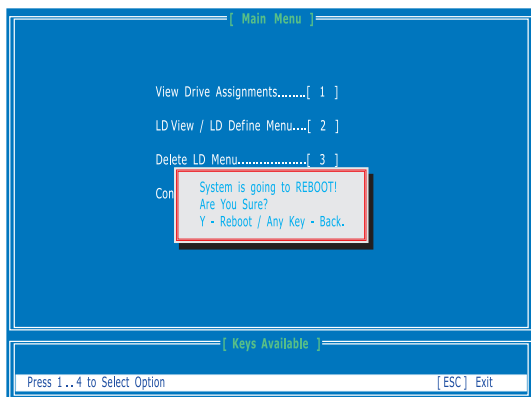 [ Main Menu ]
View Drive Assignments........[ 1 ]
LD View / LD Define Menu....[ 2 ]
Delete LD Menu..................[ 3 ]
Con
System is going to REBOOT!
Are You Sure?
Y - Reboot / Any Key - Back.
[ Keys Available ]
Press 1..4 to Select Option [ESC] Exit